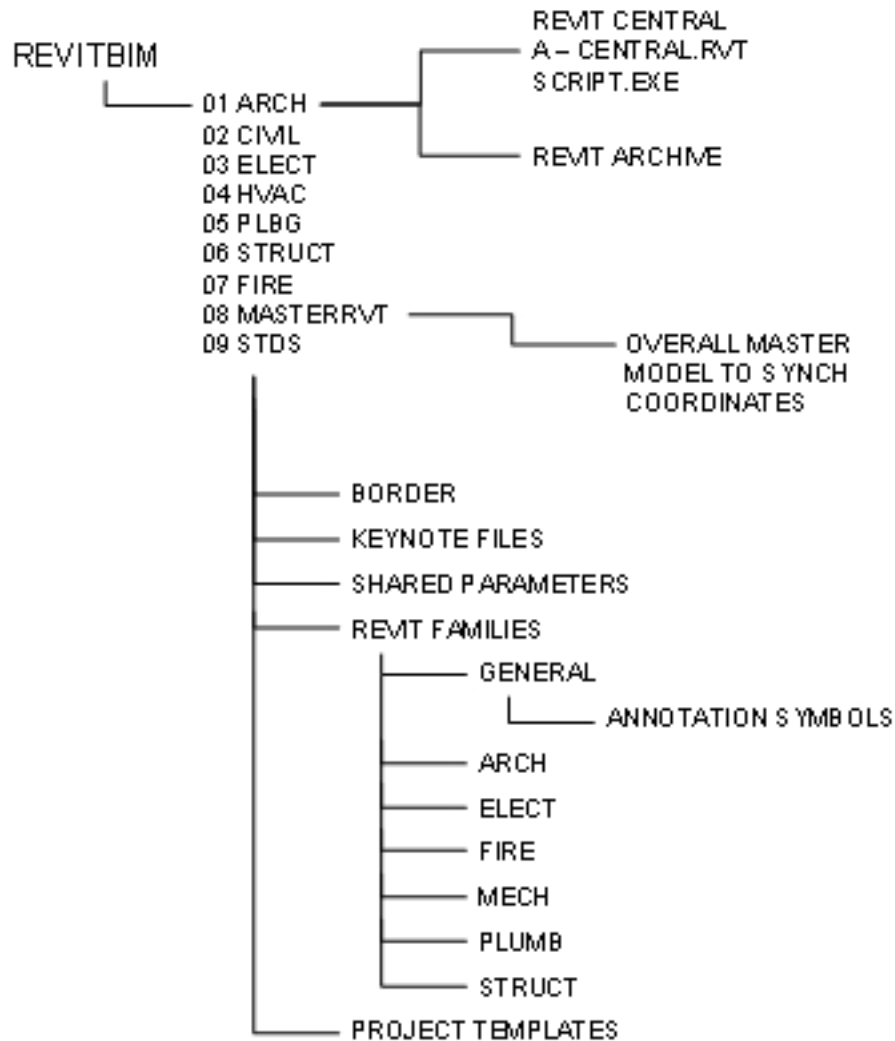 REVITBIM
01 ARCH
02 CIVIL
03 ELECT
04 HVAC
05 PLBG
06 STRUCT
07 FIRE
08 MASTERRVT
09 STDS
REVIT CENTRAL
A – CENTRAL.RVT
SCRIPT.EXE
REVIT ARCHIVE
OVERALL MASTER
MODEL TO SYNCH
COORDINATES
BORDER
KEYNOTE FILES
SHARED PARAMETERS
REVIT FAMILIES
GENERAL
ANNOTATION SYMBOLS
ARCH
ELECT
FIRE
MECH
PLUMB
STRUCT
PROJECT TEMPLATES